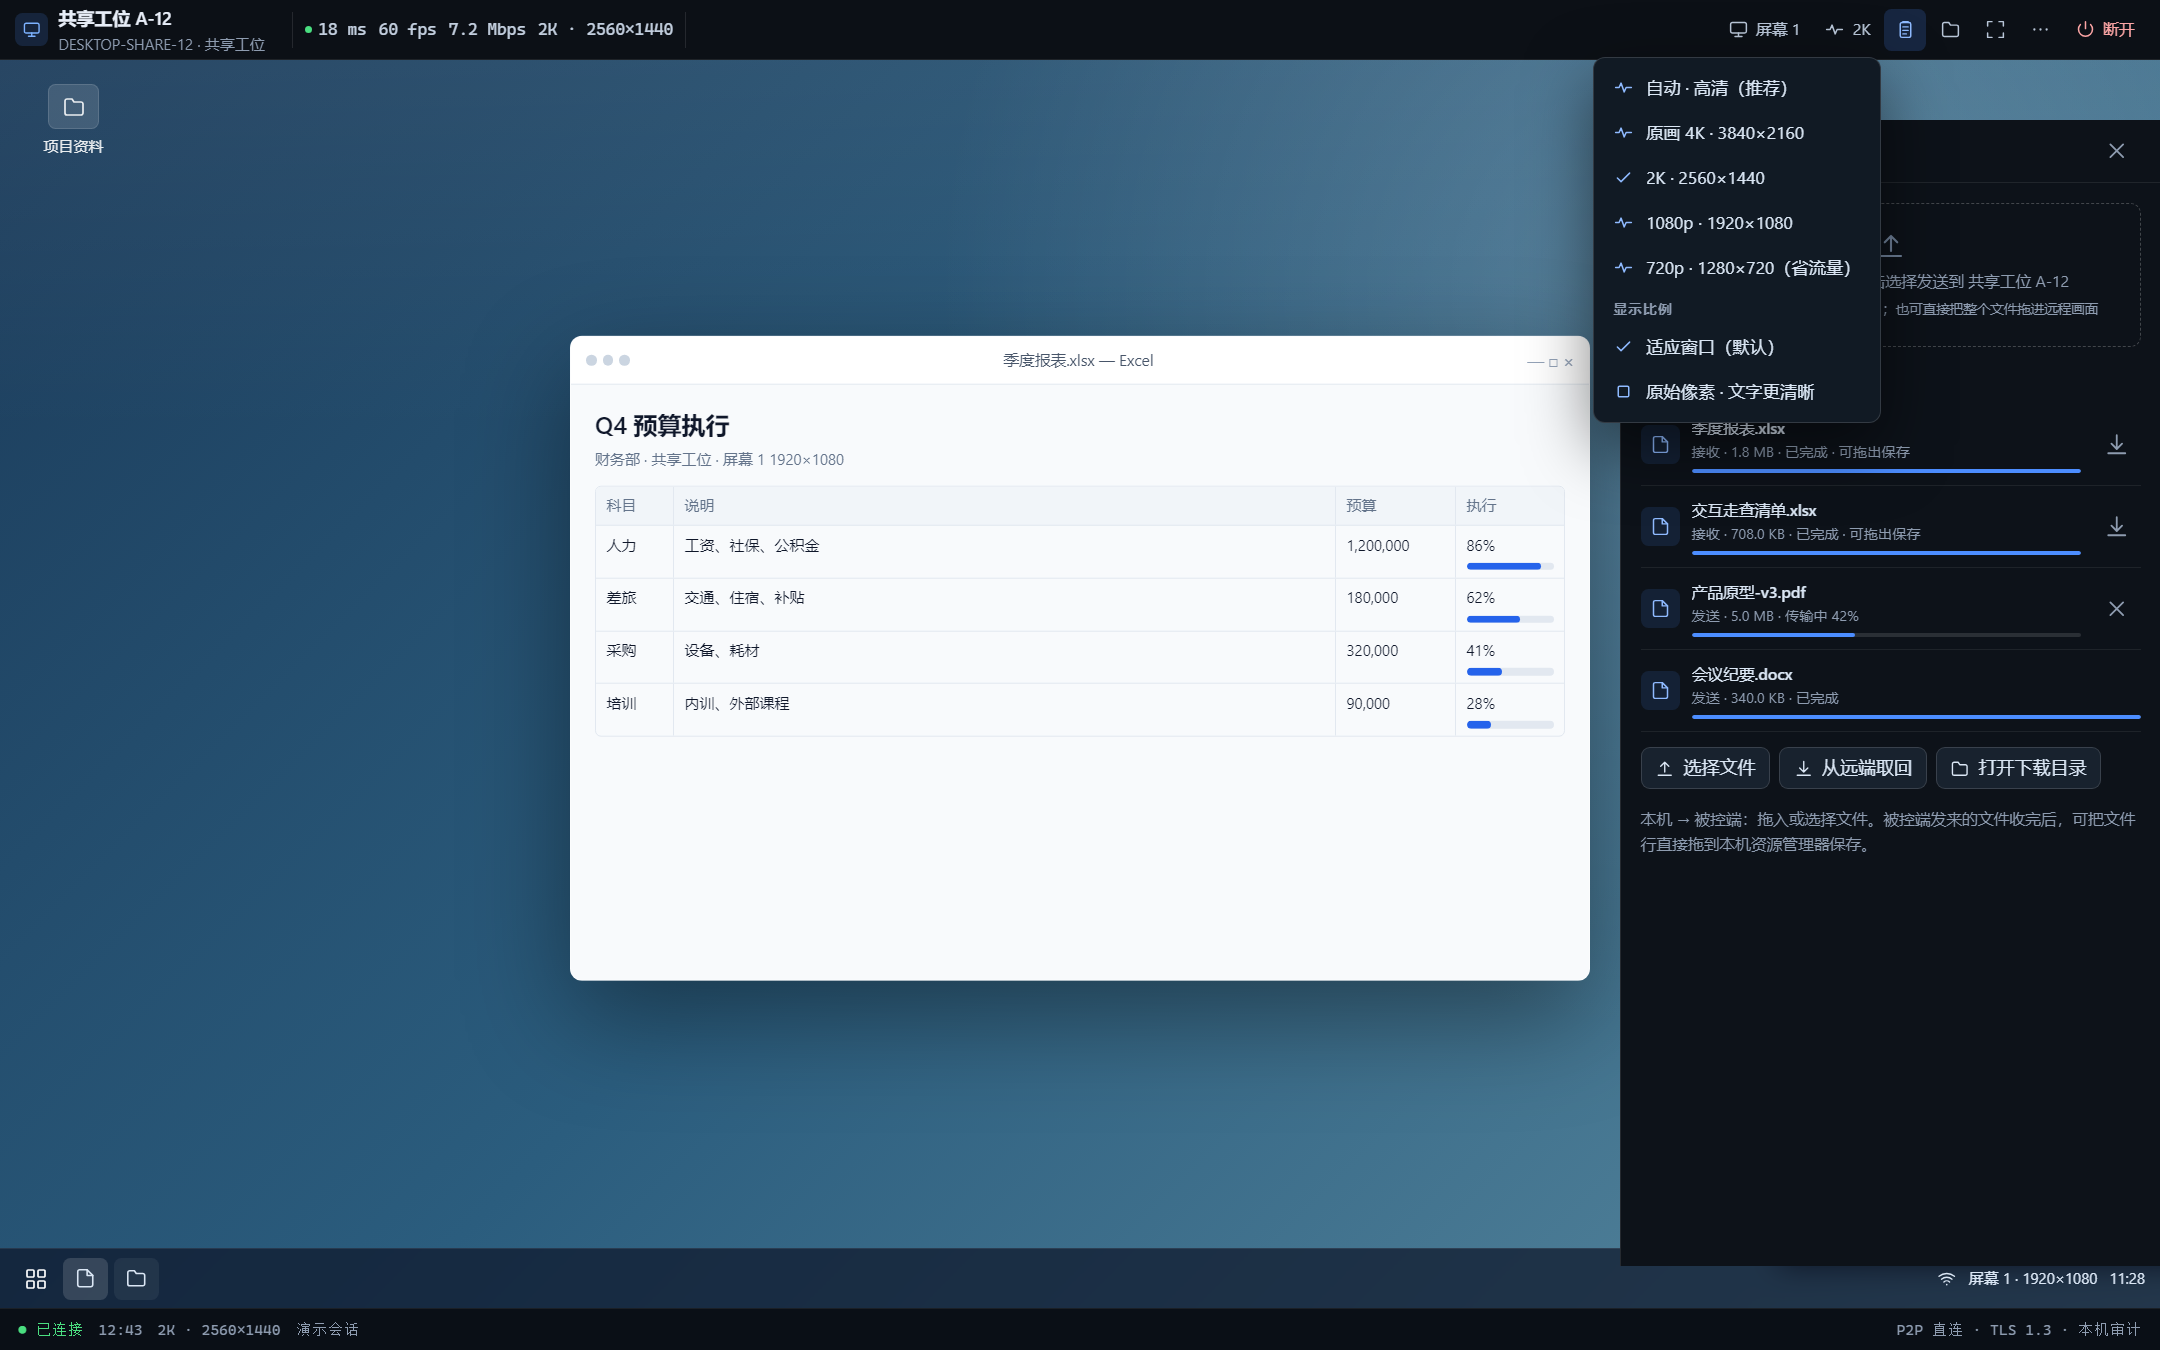 共享工位 A-12
DESKTOP-SHARE-12 · 共享工位
18 ms 60 fps 7.2 Mbps 2K · 2560×1440
屏幕 1
2K
断开
项目资料
自动 · 高清（推荐）
原画 4K · 3840×2160
2K · 2560×1440
1080p · 1920×1080
720p · 1280×720（省流量）
显示比例
适应窗口（默认）
原始像素 · 文字更清晰
选择发送到 共享工位 A-12
；也可直接把整个文件拖进远程画面
季度报表.xlsx — Excel
Q4 预算执行
财务部 · 共享工位 · 屏幕 1 1920×1080
科目 说明 预算 执行
人力 工资、社保、公积金 1,200,000 86%
差旅 交通、住宿、补贴 180,000 62%
采购 设备、耗材 320,000 41%
培训 内训、外部课程 90,000 28%
季度报表.xlsx
接收 · 1.8 MB · 已完成 · 可拖出保存
交互走查清单.xlsx
接收 · 708.0 KB · 已完成 · 可拖出保存
产品原型-v3.pdf
发送 · 5.0 MB · 传输中 42%
会议纪要.docx
发送 · 340.0 KB · 已完成
选择文件
从远端取回
打开下载目录
本机 → 被控端：拖入或选择文件。被控端发来的文件收完后，可把文件
行直接拖到本机资源管理器保存。
屏幕 1 · 1920×1080 11:28
已连接 12:43 2K · 2560×1440 演示会话
P2P 直连 · TLS 1.3 · 本机审计